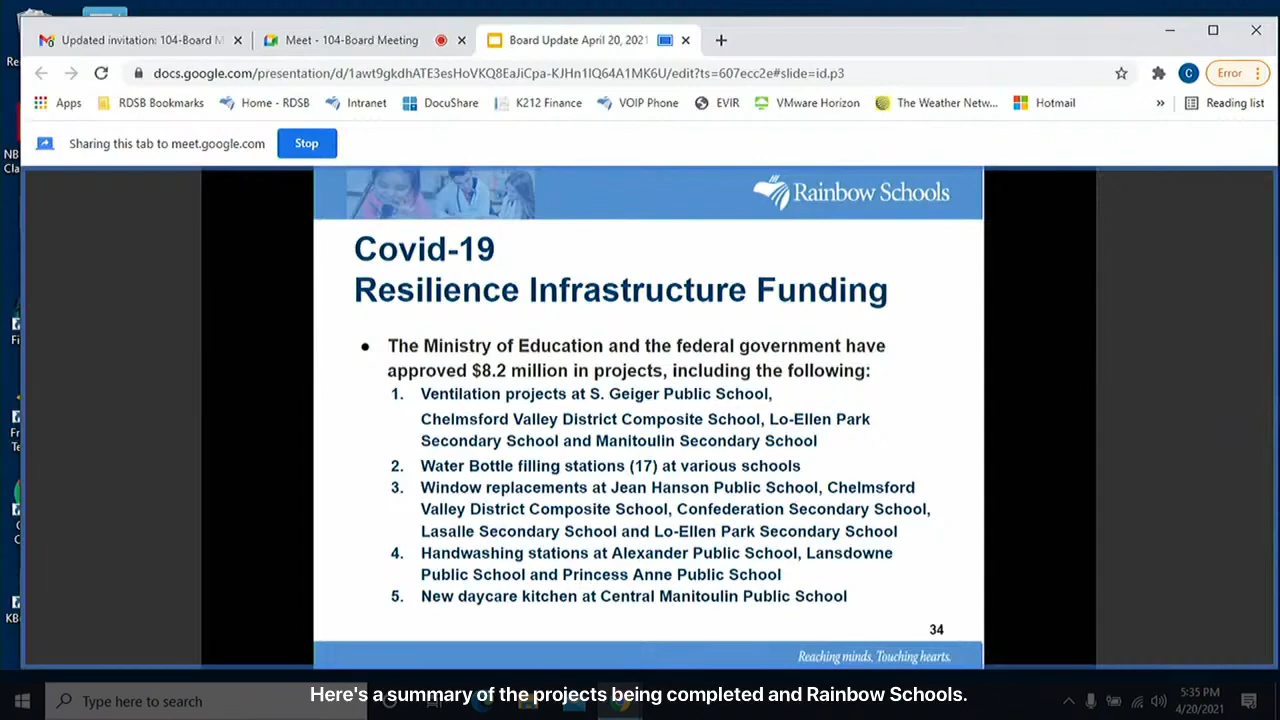 Updated invitation: 104-Board M
Meet - 104-Board Meeting
Board Update April 20, 2021
docs.google.com/presentation/d/1awt9gkdhATE3esHoVKQ8EaJiCpa-KJHn1IQ64A1MK6U/edit?ts=607ecc2e#slide=id.p3
C
Error
Apps
RDSB Bookmarks
Home - RDSB
Intranet
DocuShare
K212 Finance
VOIP Phone
EVIR
VMware Horizon
The Weather Netw...
Hotmail
»
Reading list
Sharing this tab to meet.google.com
Stop
Rainbow Schools
Covid-19
Resilience Infrastructure Funding
● The Ministry of Education and the federal government have
approved $8.2 million in projects, including the following:
1. Ventilation projects at S. Geiger Public School,
Chelmsford Valley District Composite School, Lo-Ellen Park
Secondary School and Manitoulin Secondary School
2. Water Bottle filling stations (17) at various schools
3. Window replacements at Jean Hanson Public School, Chelmsford
Valley District Composite School, Confederation Secondary School,
Lasalle Secondary School and Lo-Ellen Park Secondary School
4. Handwashing stations at Alexander Public School, Lansdowne
Public School and Princess Anne Public School
5. New daycare kitchen at Central Manitoulin Public School
34
Reaching minds. Touching hearts.
Type here to search
Here's a summary of the projects being completed and Rainbow Schools.
5:35 PM
4/20/2021